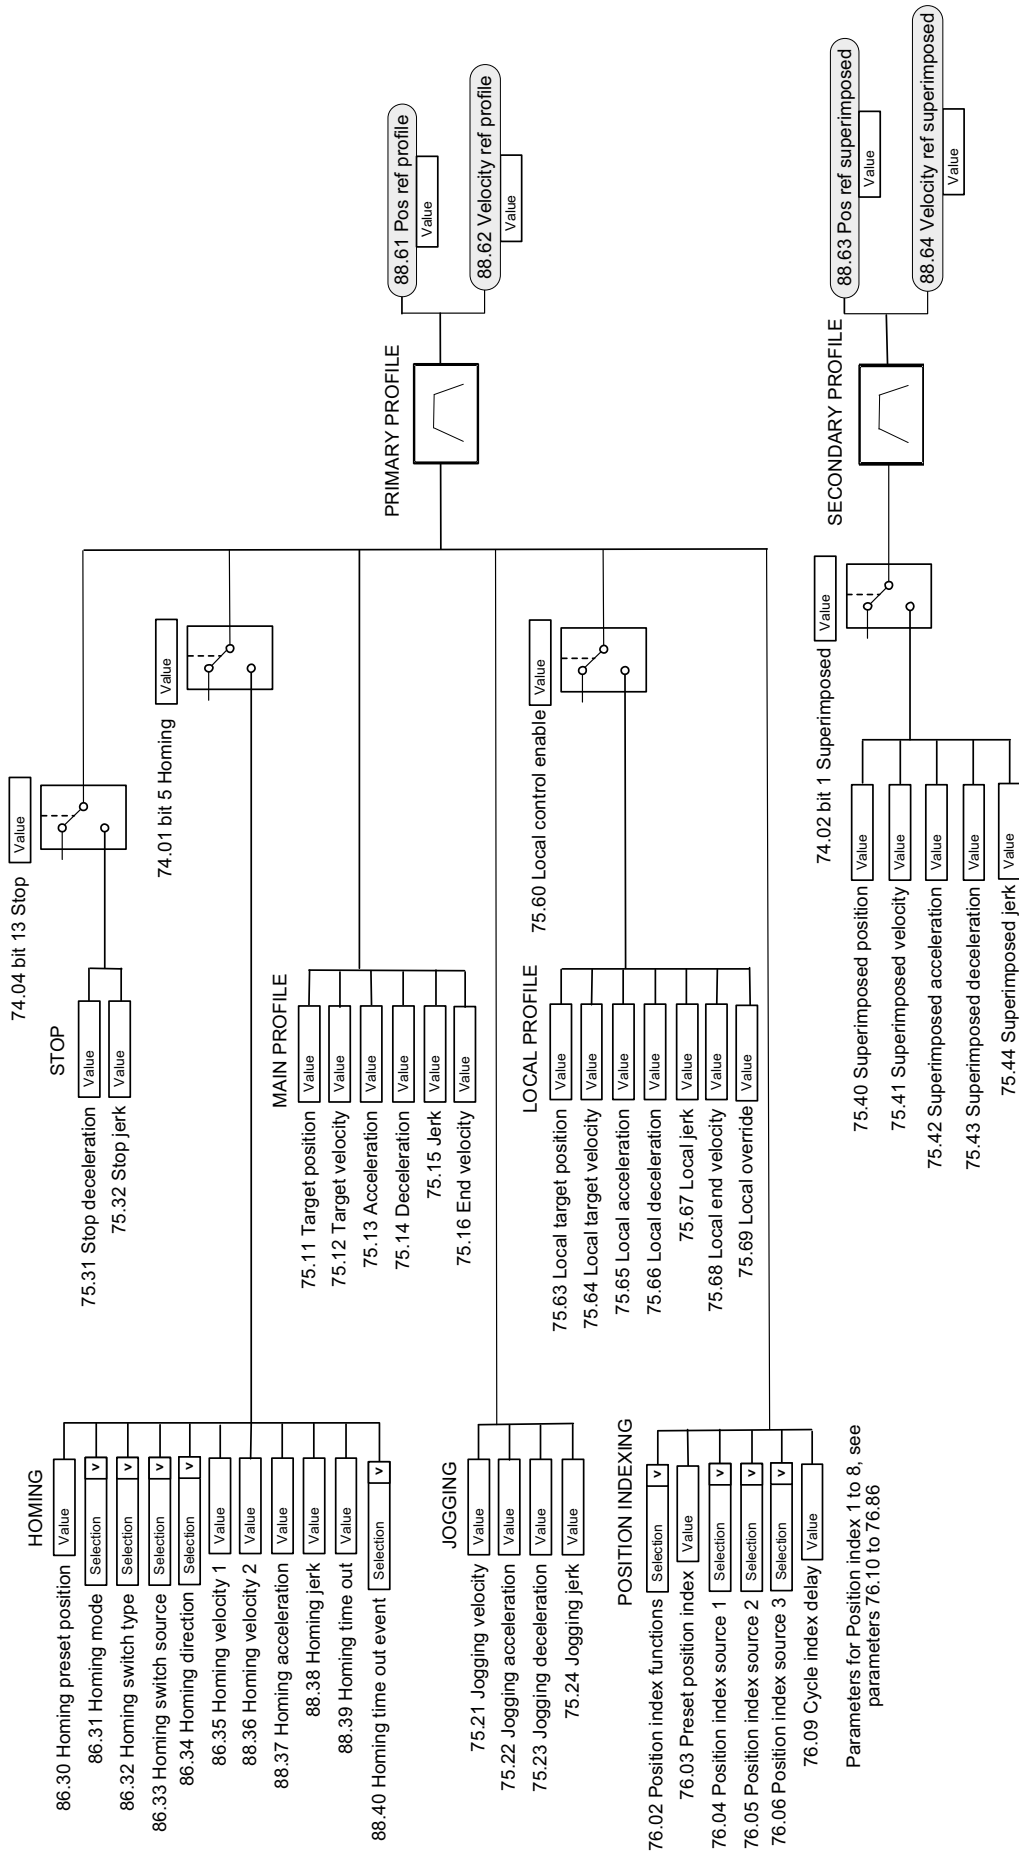 HOMING
86.30 Homing preset position Value
86.31 Homing mode Selection v
86.32 Homing switch type Selection v
86.33 Homing switch source Selection v
86.34 Homing direction Selection v
86.35 Homing velocity 1 Value
88.36 Homing velocity 2 Value
88.37 Homing acceleration Value
88.38 Homing jerk Value
88.39 Homing time out Value
88.40 Homing time out event Selection v
JOGGING
75.21 Jogging velocity Value
75.22 Jogging acceleration Value
75.23 Jogging deceleration Value
75.24 Jogging jerk Value
POSITION INDEXING
76.02 Position index functions Selection v
76.03 Preset position index Value
76.04 Position index source 1 Selection v
76.05 Position index source 2 Selection v
76.06 Position index source 3 Selection v
76.09 Cycle index delay Value
Parameters for Position index 1 to 8, see
parameters 76.10 to 76.86
74.04 bit 13 Stop Value
STOP
75.31 Stop deceleration Value
75.32 Stop jerk Value
74.01 bit 5 Homing Value
MAIN PROFILE
75.11 Target position Value
75.12 Target velocity Value
75.13 Acceleration Value
75.14 Deceleration Value
75.15 Jerk Value
75.16 End velocity Value
75.60 Local control enable Value
LOCAL PROFILE
75.63 Local target position Value
75.64 Local target velocity Value
75.65 Local acceleration Value
75.66 Local deceleration Value
75.67 Local jerk Value
75.68 Local end velocity Value
75.69 Local override Value
74.02 bit 1 Superimposed Value
75.40 Superimposed position Value
75.41 Superimposed velocity Value
75.42 Superimposed acceleration Value
75.43 Superimposed deceleration Value
75.44 Superimposed jerk Value
PRIMARY PROFILE
88.61 Pos ref profile
Value
88.62 Velocity ref profile
Value
SECONDARY PROFILE
88.63 Pos ref superimposed
Value
88.64 Velocity ref superimposed
Value